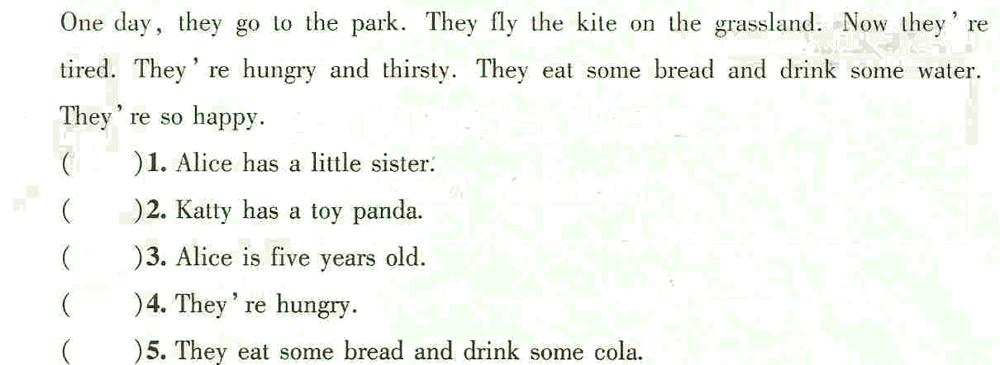 One day, they go to the park. They fly the kite on the grassland. Now they're
tired. They're hungry and thirsty. They eat some bread and drink some water.
They're so happy.
(    )1. Alice has a little sister.
(    )2. Katty has a toy panda.
(    )3. Alice is five years old.
(    )4. They're hungry.
(    )5. They eat some bread and drink some cola.